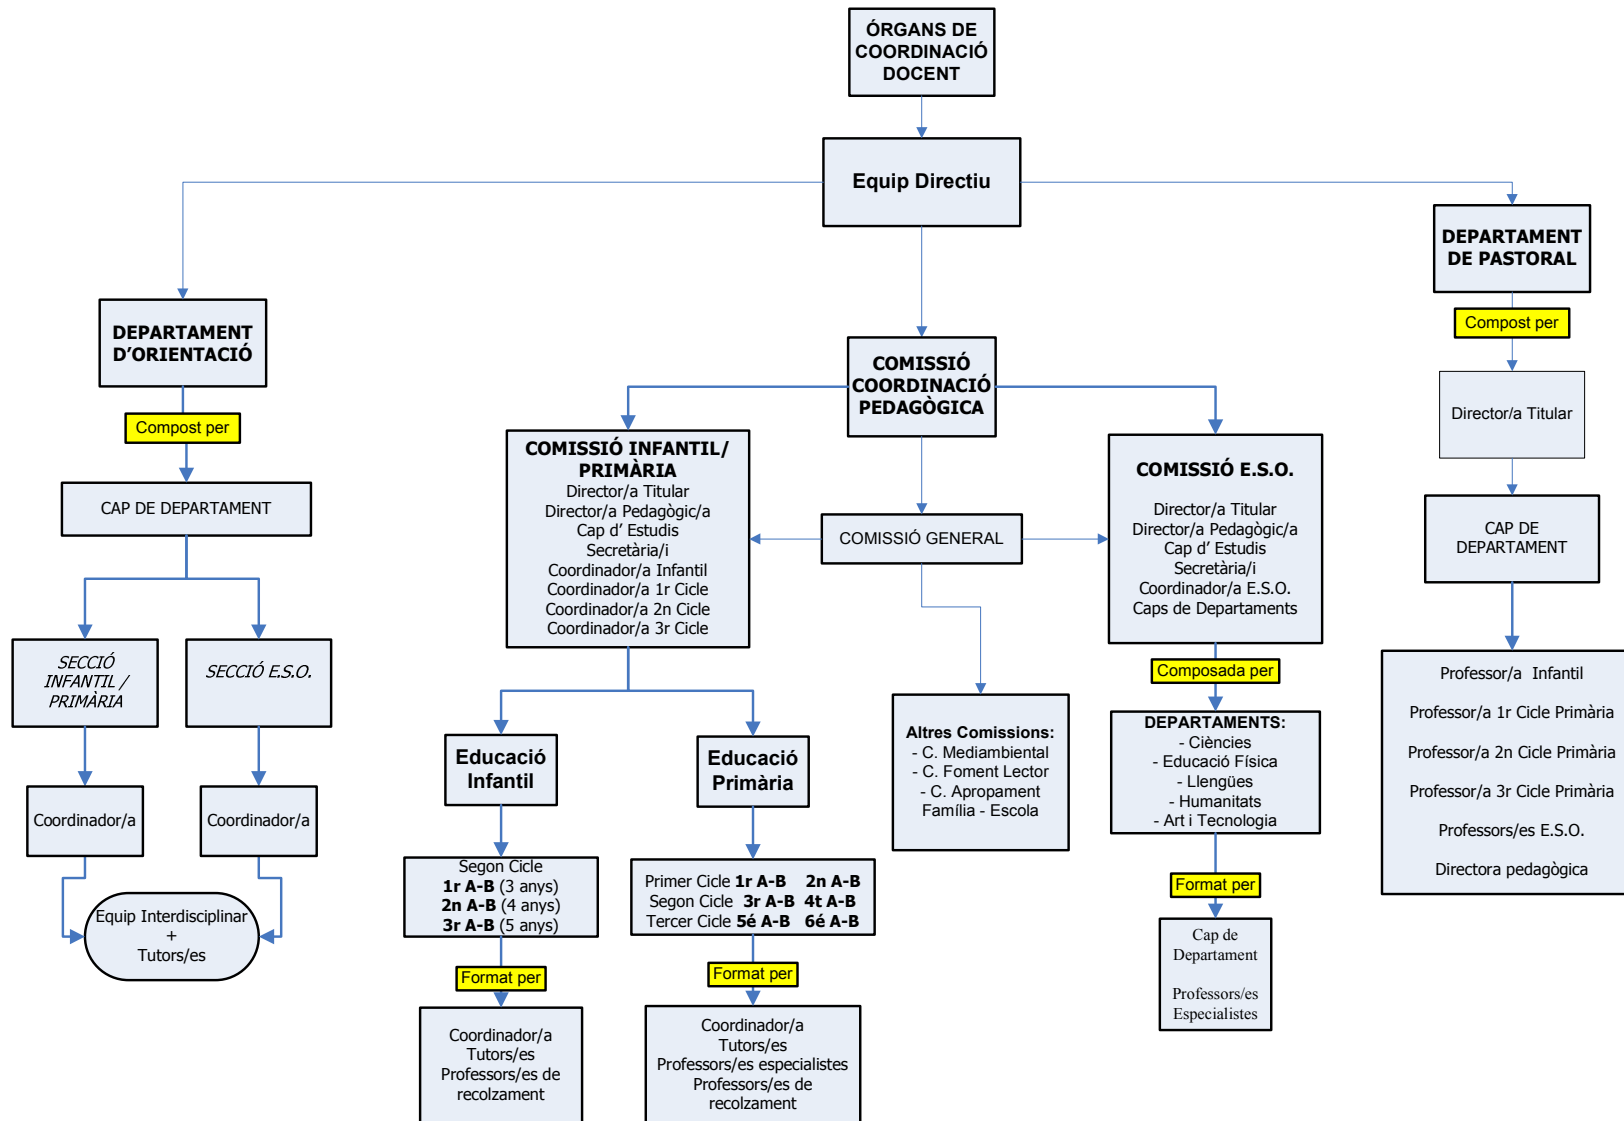 ÓRGANS DE
COORDINACIÓ
DOCENT
Equip Directiu
DEPARTAMENT
D'ORIENTACIÓ
Compost per
CAP DE DEPARTAMENT
SECCIÓ
INFANTIL /
PRIMÀRIA
SECCIÓ E.S.O.
Coordinador/a
Coordinador/a
Equip Interdisciplinar
+
Tutors/es
COMISSIÓ
COORDINACIÓ
PEDAGÒGICA
COMISSIÓ INFANTIL/
PRIMÀRIA
Director/a Titular
Director/a Pedagògic/a
Cap d' Estudis
Secretària/i
Coordinador/a Infantil
Coordinador/a 1r Cicle
Coordinador/a 2n Cicle
Coordinador/a 3r Cicle
COMISSIÓ GENERAL
COMISSIÓ E.S.O.
Director/a Titular
Director/a Pedagògic/a
Cap d' Estudis
Secretària/i
Coordinador/a E.S.O.
Caps de Departaments
Educació
Infantil
Segon Cicle
1r A-B (3 anys)
2n A-B (4 anys)
3r A-B (5 anys)
Format per
Coordinador/a
Tutors/es
Professors/es de
recolzament
Educació
Primària
Primer Cicle 1r A-B 2n A-B
Segon Cicle 3r A-B 4t A-B
Tercer Cicle 5é A-B 6é A-B
Format per
Coordinador/a
Tutors/es
Professors/es especialistes
Professors/es de
recolzament
Altres Comissions:
- C. Mediambiental
- C. Foment Lector
- C. Apropament
Família - Escola
Composada per
DEPARTAMENTS:
- Ciències
- Educació Física
- Llengües
- Humanitats
- Art i Tecnologia
Format per
Cap de
Departament
Professors/es
Especialistes
DEPARTAMENT
DE PASTORAL
Compost per
Director/a Titular
CAP DE
DEPARTAMENT
Professor/a Infantil
Professor/a 1r Cicle Primària
Professor/a 2n Cicle Primària
Professor/a 3r Cicle Primària
Professors/es E.S.O.
Directora pedagògica